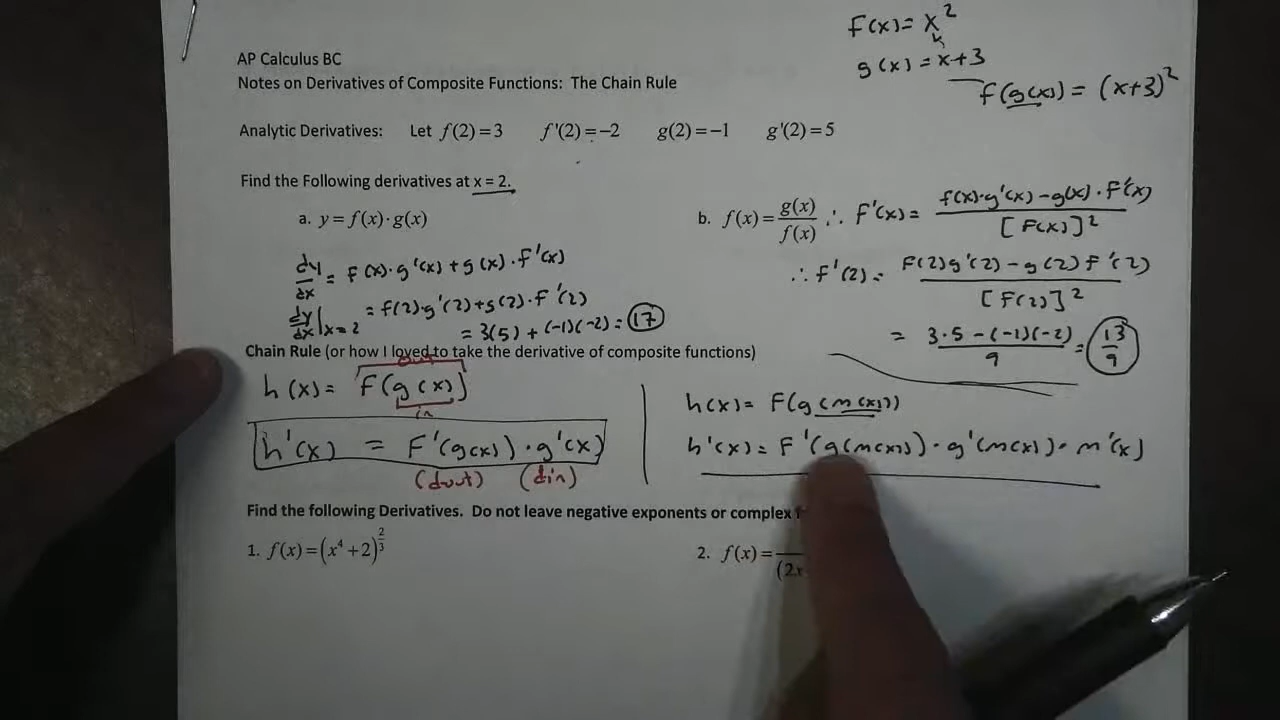 F(x) = x²
g(x) = x+3
F(g(x)) = (x+3)²
AP Calculus BC
Notes on Derivatives of Composite Functions: The Chain Rule
Analytic Derivatives: Let f(2)=3 f'(2)=-2 g(2)=-1 g'(2)=5
Find the Following derivatives at x = 2.
a. y = f(x)·g(x)
dy/dx = F(x)·g'(x)+g(x)·F'(x)
dy/dx|x=2 = F(2)·g'(2)+g(2)·F'(2)
= 3(5)+(-1)(-2) = 17
b. f(x) = g(x)/f(x) ∴ F'(x) = f(x)·g'(x)-g(x)·F'(x)/[F(x)]²
∴ F'(2) = F(2)g'(2)-g(2)F'(2)/[F(2)]²
= 3·5-(-1)(-2)/9 = 13/9
Chain Rule (or how I loved to take the derivative of composite functions)
out
h(x) = F(g(x))
in
h'(x) = F'(g(x))·g'(x)
(dout) (din)
h(x) = F(g(m(x)))
h'(x) = F'(g(m(x)))·g'(m(x))·m'(x)
Find the following Derivatives. Do not leave negative exponents or complex
1. f(x)=(x⁴+2)^(2/3)
2. f(x)= /(2x